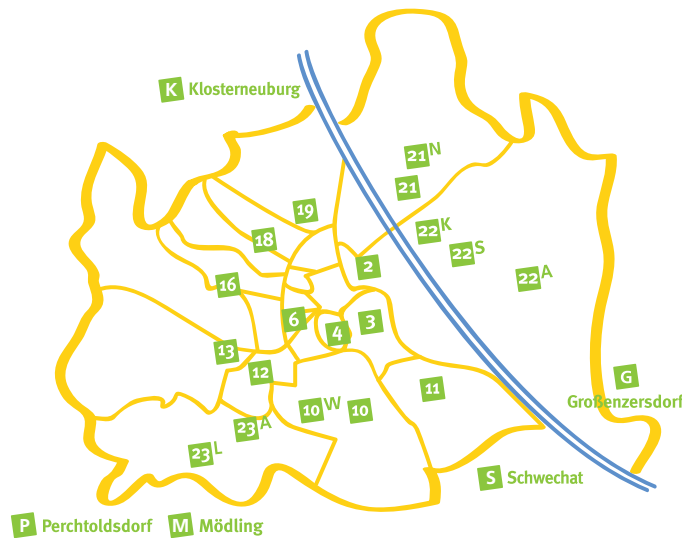 K Klosterneuburg
21 N
21
19
22 K
18
22 S
2
22 A
16
6
3
4
13
12
G
Großenzersdorf
11
10 W
10
23 A
23 L
S Schwechat
P Perchtoldsdorf
M Mödling